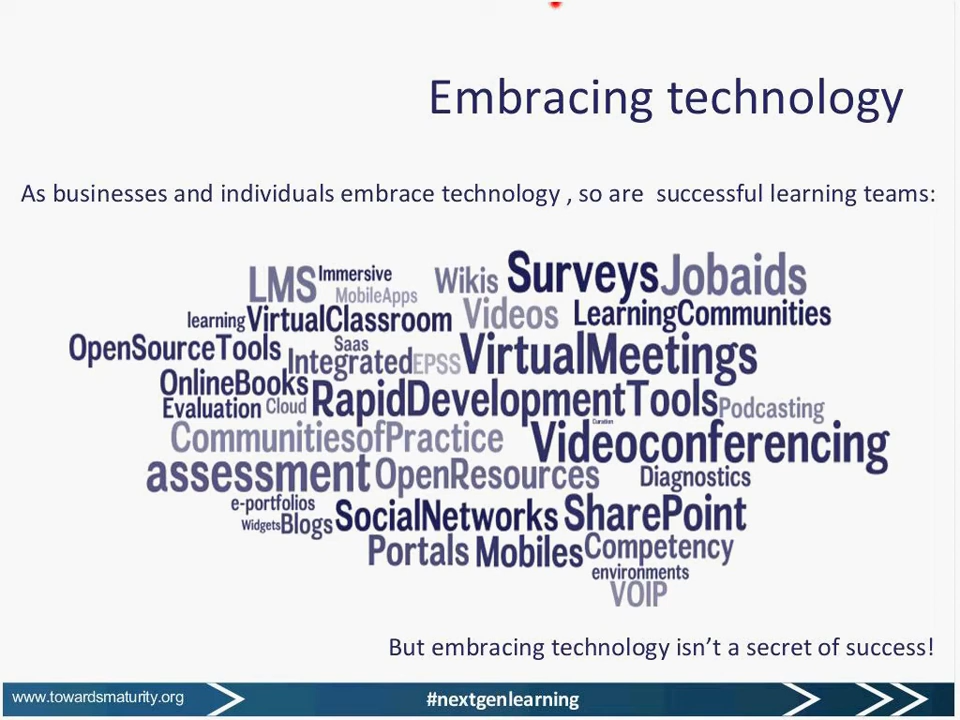 Embracing technology
As businesses and individuals embrace technology , so are  successful learning teams:
LMS Immersive Wikis Surveys Jobaids
MobileApps
learning VirtualClassroom Videos LearningCommunities
OpenSourceTools Saas
Integrated EPSS VirtualMeetings
OnlineBooks
Evaluation Cloud RapidDevelopmentTools Podcasting
Curation
CommunitiesofPractice Videoconferencing
assessment OpenResources Diagnostics
e-portfolios
Widgets Blogs SocialNetworks SharePoint
Portals Mobiles Competency
environments
VOIP
But embracing technology isn’t a secret of success!
www.towardsmaturity.org #nextgenlearning